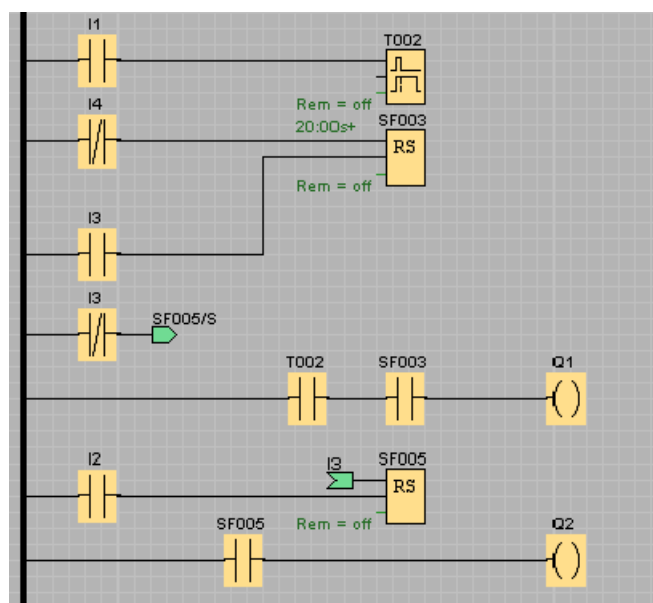 I1
T002
Rem = off
20:00s+
I4
SF003
RS
Rem = off
I3
I3
SF005/S
T002 SF003 Q1
I2
I3
SF005
RS
Rem = off
SF005 Q2